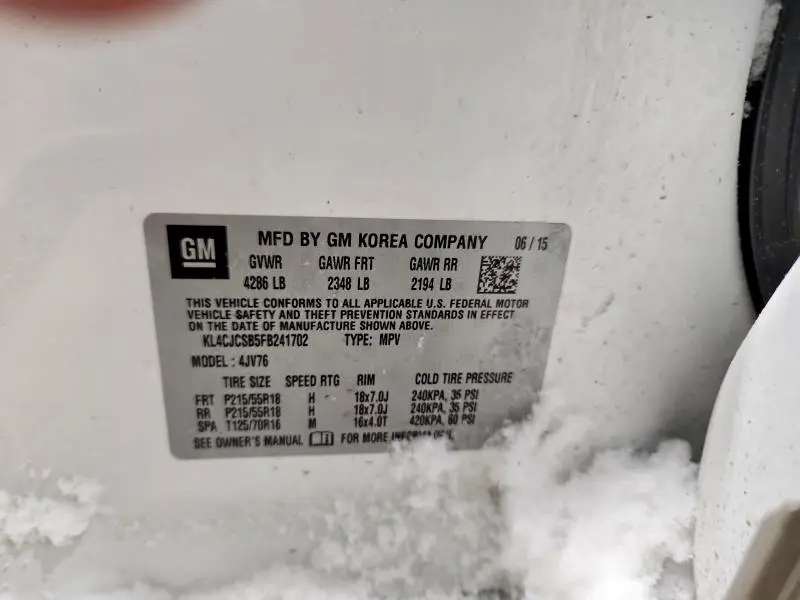 GM MFD BY GM KOREA COMPANY 06 / 15
GVWR GAWR FRT GAWR RR
4286 LB 2348 LB 2194 LB
THIS VEHICLE CONFORMS TO ALL APPLICABLE U.S. FEDERAL MOTOR
VEHICLE SAFETY AND THEFT PREVENTION STANDARDS IN EFFECT
ON THE DATE OF MANUFACTURE SHOWN ABOVE.
KL4CJCSB5FB241702 TYPE: MPV
MODEL : 4JV76
TIRE SIZE SPEED RTG RIM COLD TIRE PRESSURE
FRT P215/55R18 H 18x7.0J 240KPA, 35 PSI
RR P215/55R18 H 18x7.0J 240KPA, 35 PSI
SPA T125/70R16 M 16x4.0T 420KPA, 60 PSI
SEE OWNER'S MANUAL FOR MORE INFORMATION.